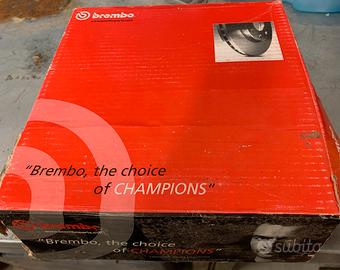 brembo
"Brembo, the choice
of CHAMPIONS"
brembo
"Brembo, the choice
of CHAMPIONS"
subito